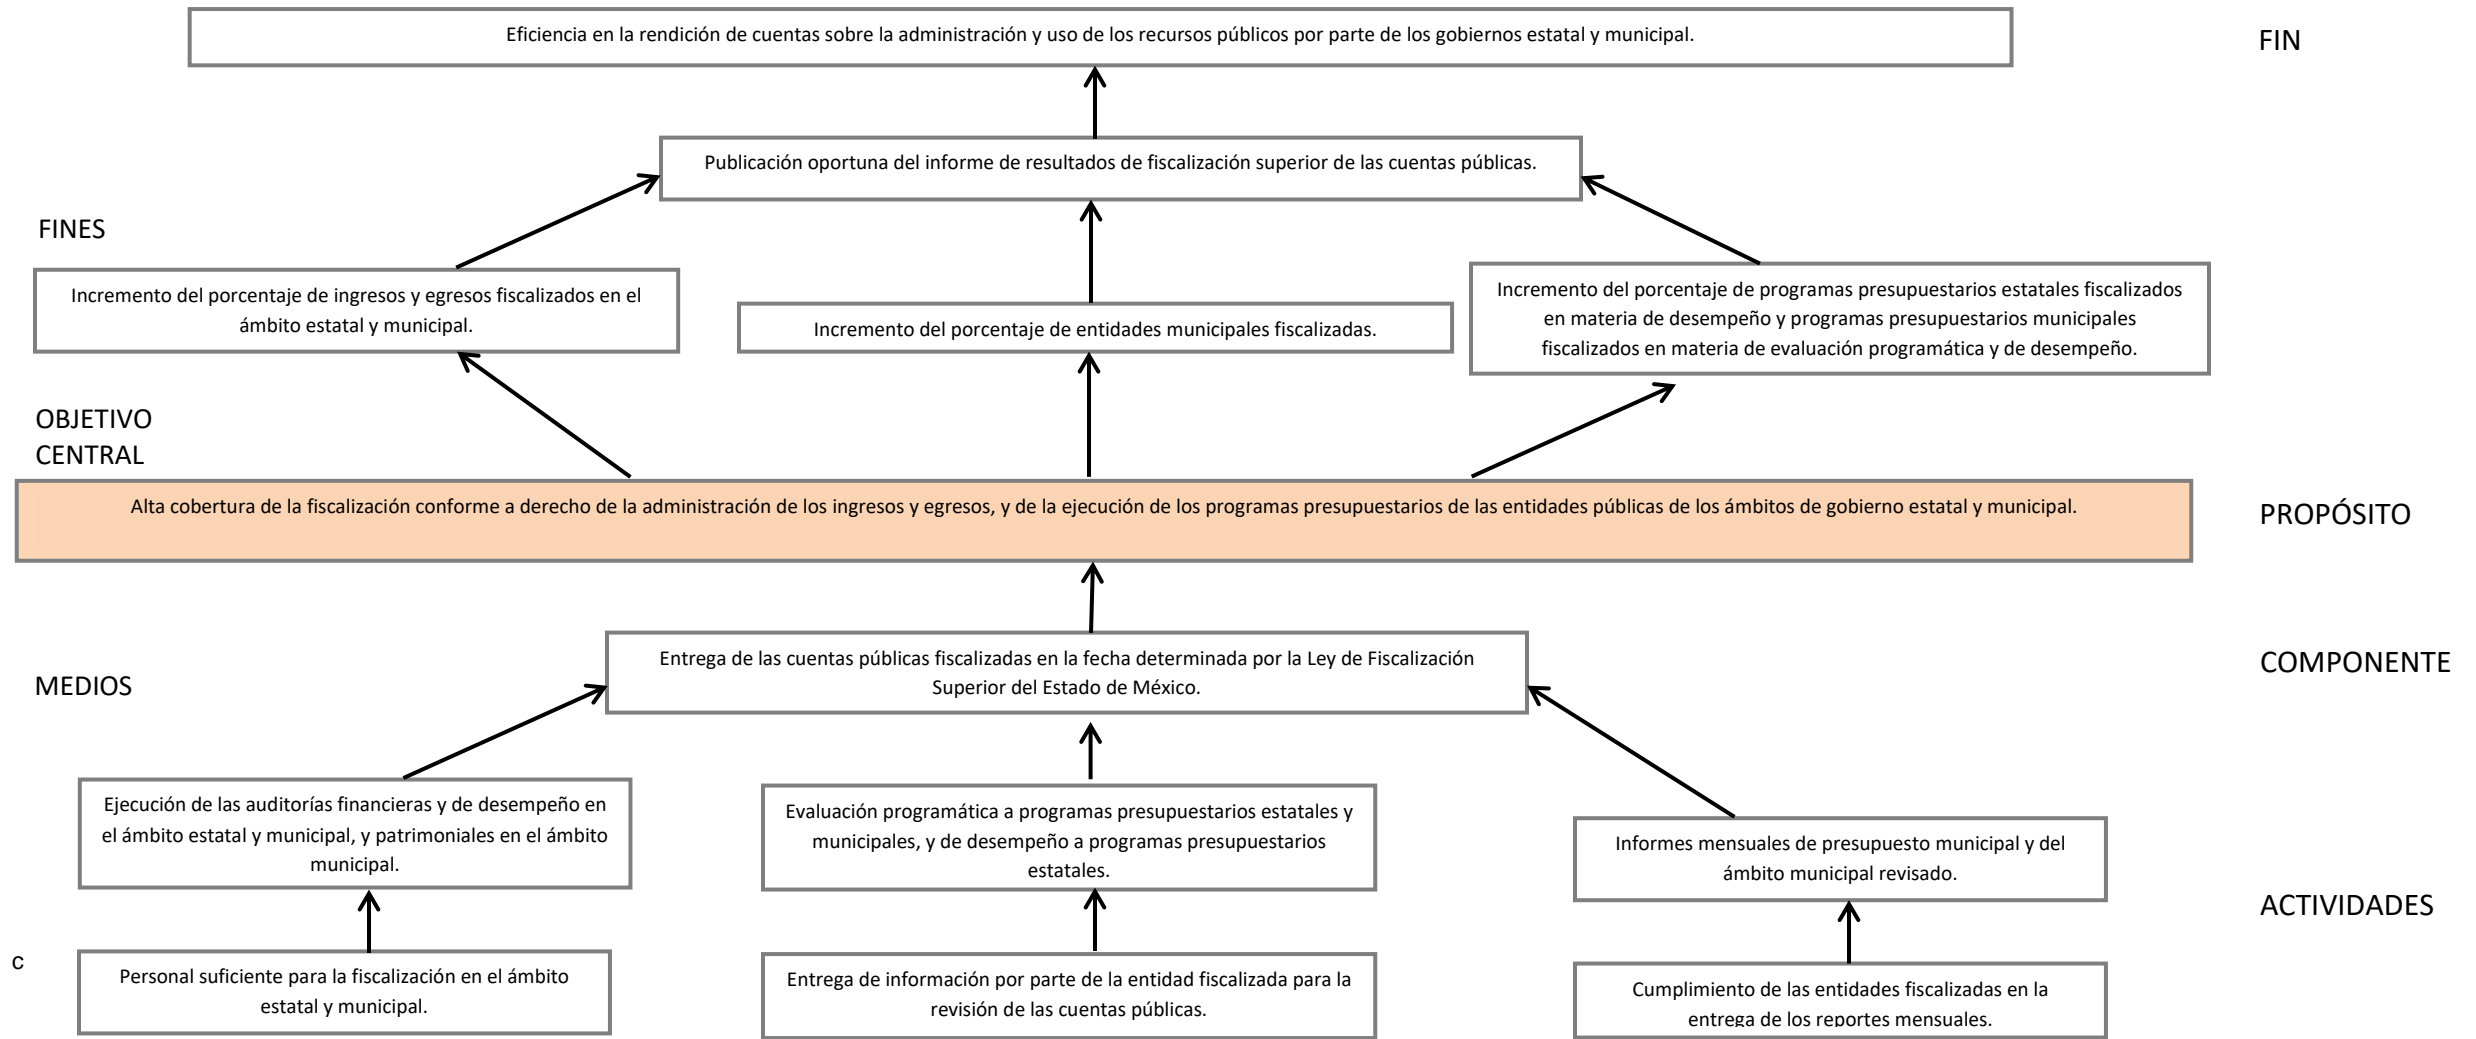 Eficiencia en la rendición de cuentas sobre la administración y uso de los recursos públicos por parte de los gobiernos estatal y municipal.
FIN
Publicación oportuna del informe de resultados de fiscalización superior de las cuentas públicas.
FINES
Incremento del porcentaje de ingresos y egresos fiscalizados en el
ámbito estatal y municipal.
Incremento del porcentaje de entidades municipales fiscalizadas.
Incremento del porcentaje de programas presupuestarios estatales fiscalizados
en materia de desempeño y programas presupuestarios municipales
fiscalizados en materia de evaluación programática y de desempeño.
OBJETIVO
CENTRAL
Alta cobertura de la fiscalización conforme a derecho de la administración de los ingresos y egresos, y de la ejecución de los programas presupuestarios de las entidades públicas de los ámbitos de gobierno estatal y municipal.
PROPÓSITO
Entrega de las cuentas públicas fiscalizadas en la fecha determinada por la Ley de Fiscalización
Superior del Estado de México.
COMPONENTE
MEDIOS
Ejecución de las auditorías financieras y de desempeño en
el ámbito estatal y municipal, y patrimoniales en el ámbito
municipal.
Evaluación programática a programas presupuestarios estatales y
municipales, y de desempeño a programas presupuestarios
estatales.
Informes mensuales de presupuesto municipal y del
ámbito municipal revisado.
ACTIVIDADES
c
Personal suficiente para la fiscalización en el ámbito
estatal y municipal.
Entrega de información por parte de la entidad fiscalizada para la
revisión de las cuentas públicas.
Cumplimiento de las entidades fiscalizadas en la
entrega de los reportes mensuales.